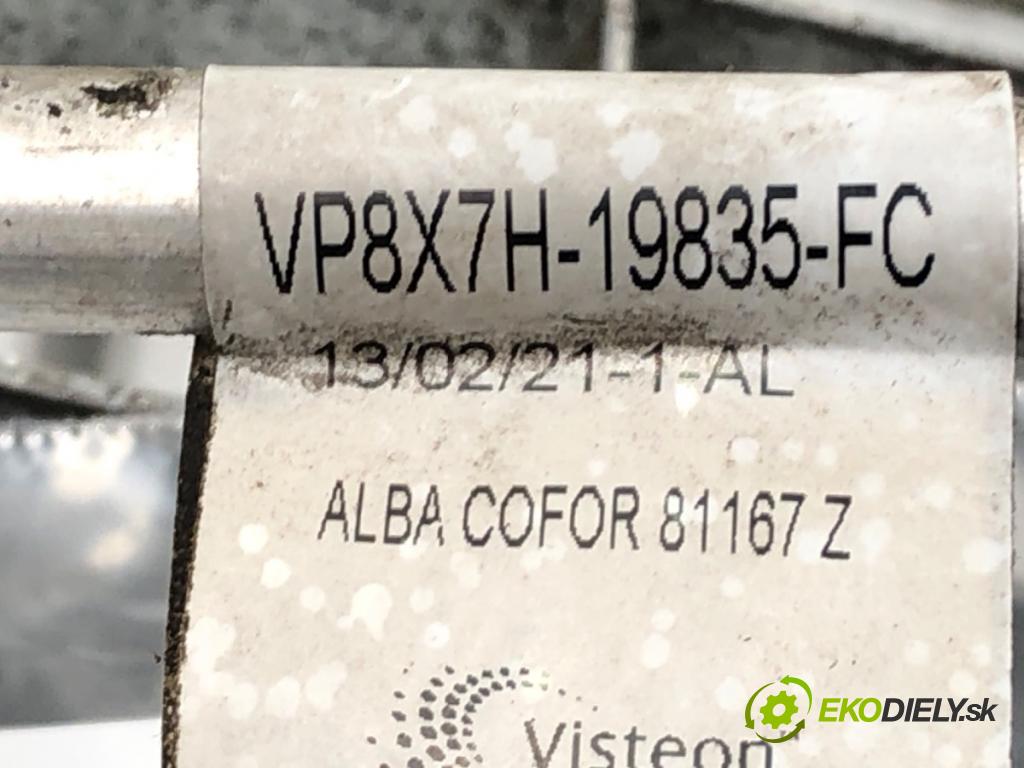 VP8X7H-19835-FC
13/02/21-1-AL
ALBA COFOR 81167 Z
Visteon
EKODIELY.sk